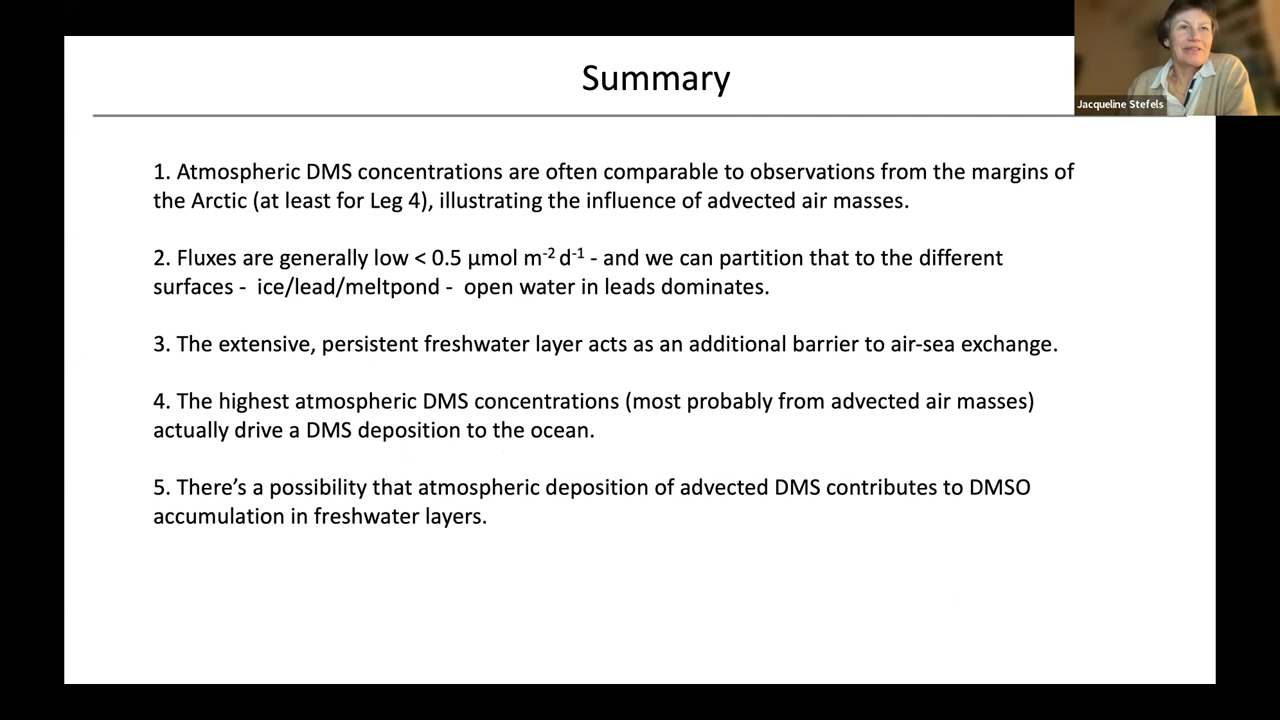 Summary
Jacqueline Stefels
1. Atmospheric DMS concentrations are often comparable to observations from the margins of
the Arctic (at least for Leg 4), illustrating the influence of advected air masses.
2. Fluxes are generally low < 0.5 µmol m⁻² d⁻¹ - and we can partition that to the different
surfaces - ice/lead/meltpond - open water in leads dominates.
3. The extensive, persistent freshwater layer acts as an additional barrier to air-sea exchange.
4. The highest atmospheric DMS concentrations (most probably from advected air masses)
actually drive a DMS deposition to the ocean.
5. There’s a possibility that atmospheric deposition of advected DMS contributes to DMSO
accumulation in freshwater layers.